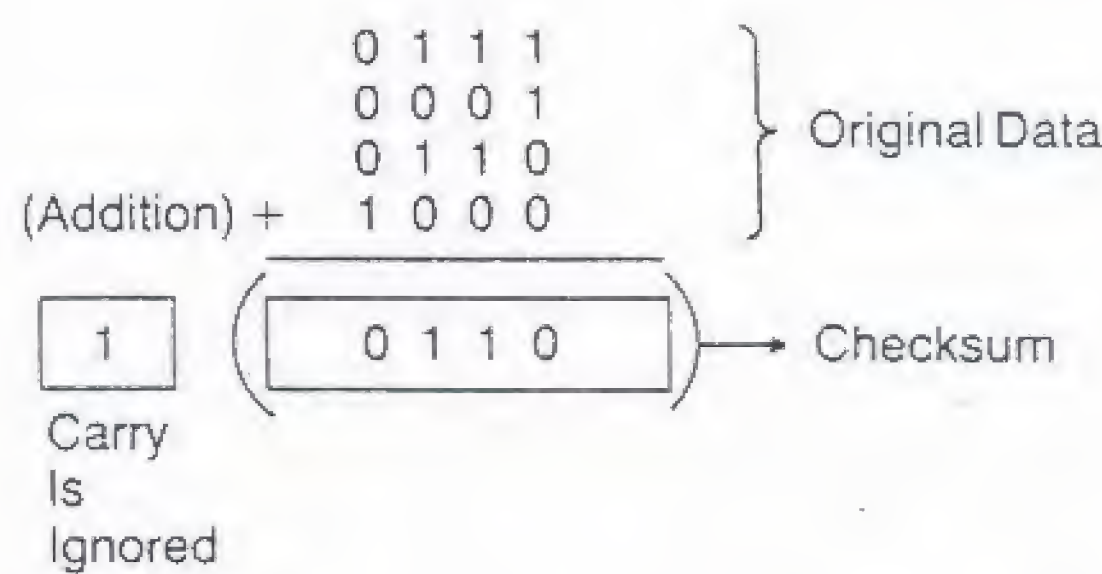 0 1 1 1
0 0 0 1
Original Data
0 1 1 0
(Addition) + 1 0 0 0
1
0 1 1 0
Checksum
Carry
Is
Ignored